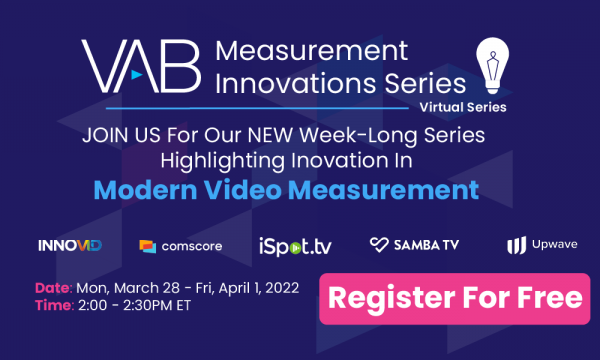 VAB Measurement
Innovations Series
Virtual Series
JOIN US For Our NEW Week-Long Series
Highlighting Inovation In
Modern Video Measurement
INNOVID comscore iSpot.tv SAMBA TV Upwave
Date: Mon, March 28 - Fri, April 1, 2022
Time: 2:00 - 2:30PM ET
Register For Free